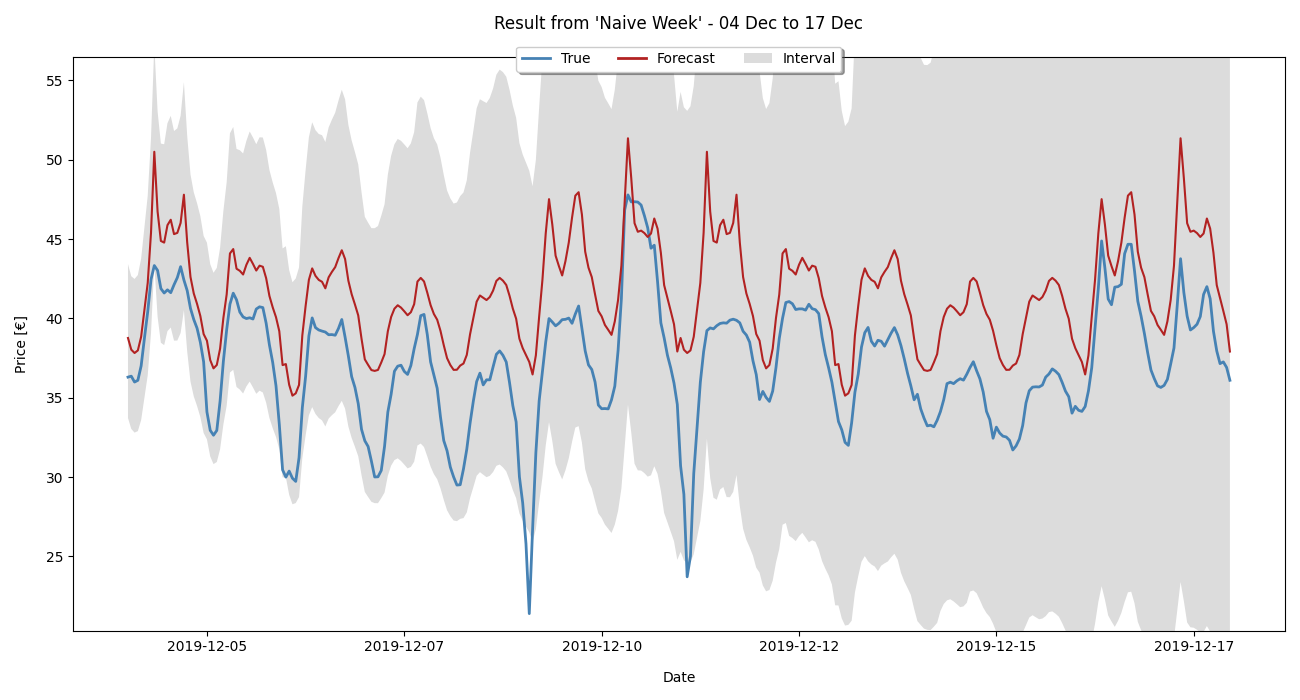 Result from 'Naive Week' - 04 Dec to 17 Dec
True Forecast Interval
55
50
45
40
35
30
25
Price [€]
2019-12-05 2019-12-07 2019-12-10 2019-12-12 2019-12-15 2019-12-17
Date